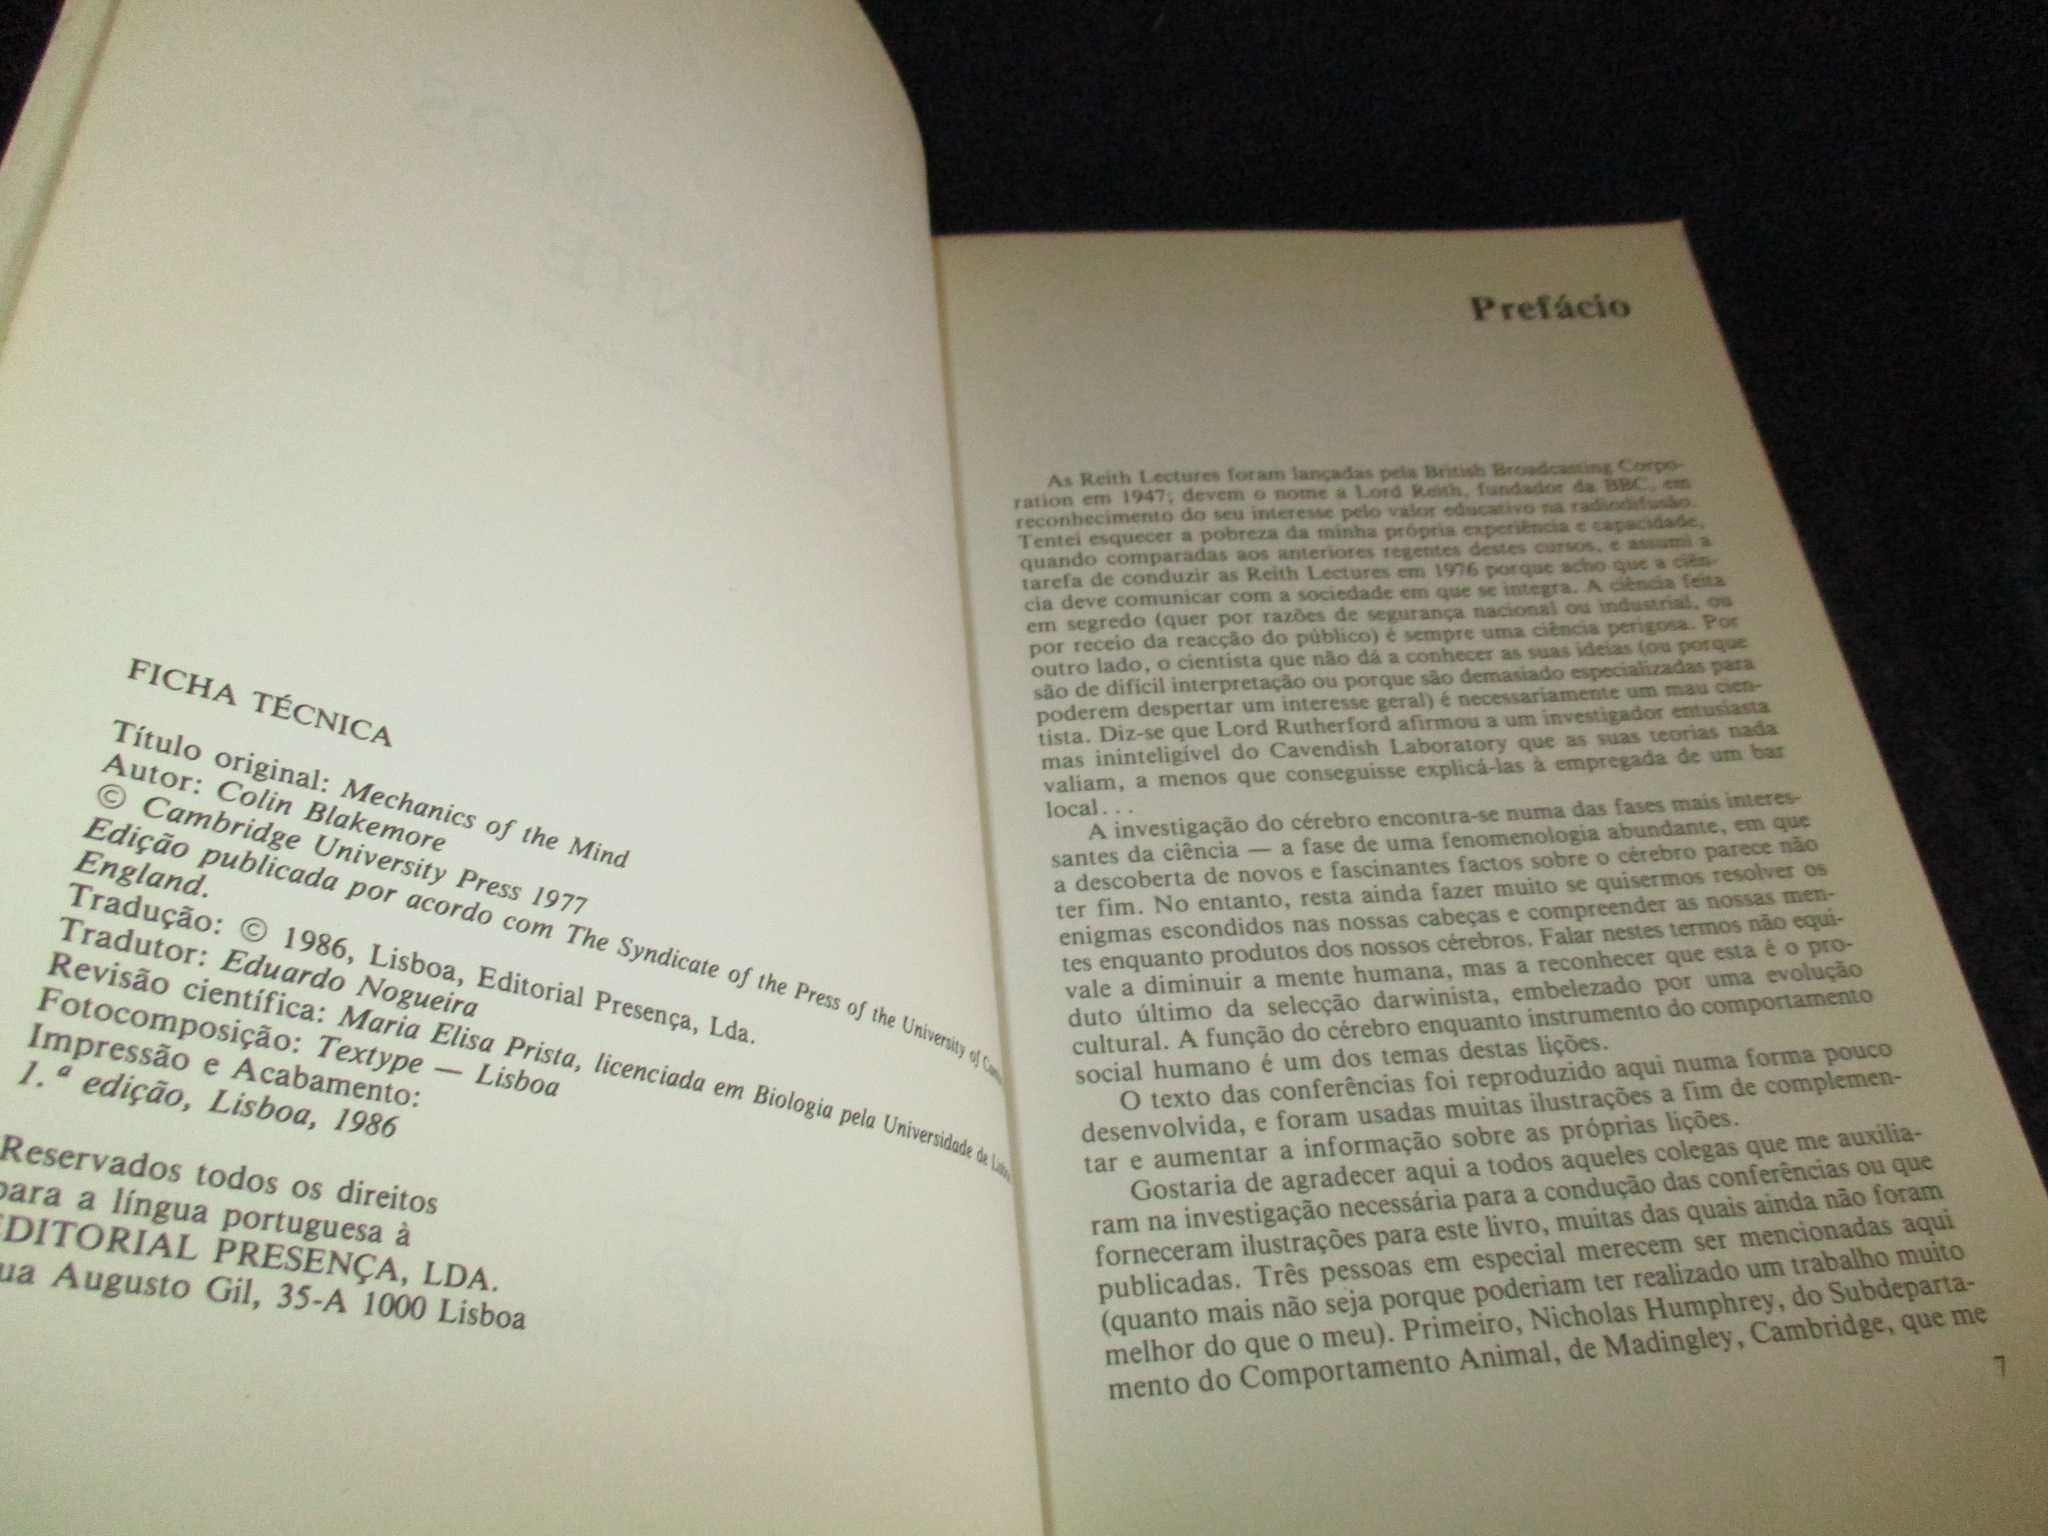 FICHA TÉCNICA
Título original: Mechanics of the Mind
Autor: Colin Blakemore
© Cambridge University Press 1977
Edição publicada por acordo com The Syndicate of the Press of the University of
England.
Tradução: © 1986, Lisboa, Editorial Presença, Lda.
Tradutor: Eduardo Nogueira
Revisão científica: Maria Elisa Prista, licenciada em Biologia pela Universidade de
Fotocomposição: Textype — Lisboa
Impressão e Acabamento:
1.ª edição, Lisboa, 1986
Reservados todos os direitos
para a língua portuguesa à
EDITORIAL PRESENÇA, LDA.
ua Augusto Gil, 35-A 1000 Lisboa
Prefácio
As Reith Lectures foram lançadas pela British Broadcasting Corpo-
ration em 1947; devem o nome a Lord Reith, fundador da BBC, em
reconhecimento do seu interesse pelo valor educativo na radiodifusão.
Tentei esquecer a pobreza da minha própria experiência e capacidade,
quando comparadas aos anteriores regentes destes cursos, e assumi a
tarefa de conduzir as Reith Lectures em 1976 porque acho que a ciên-
cia deve comunicar com a sociedade em que se integra. A ciência feita
em segredo (quer por razões de segurança nacional ou industrial, ou
por receio da reacção do público) é sempre uma ciência perigosa. Por
outro lado, o cientista que não dá a conhecer as suas ideias (ou porque
são de difícil interpretação ou porque são demasiado especializadas para
poderem despertar um interesse geral) é necessariamente um mau cien-
tista. Diz-se que Lord Rutherford afirmou a um investigador entusiasta
mas ininteligível do Cavendish Laboratory que as suas teorias nada
valiam, a menos que conseguisse explicá-las à empregada de um bar
local...
A investigação do cérebro encontra-se numa das fases mais interes-
santes da ciência — a fase de uma fenomenologia abundante, em que
a descoberta de novos e fascinantes factos sobre o cérebro parece não
ter fim. No entanto, resta ainda fazer muito se quisermos resolver os
enigmas escondidos nas nossas cabeças e compreender as nossas men-
tes enquanto produtos dos nossos cérebros. Falar nestes termos não equi-
vale a diminuir a mente humana, mas a reconhecer que esta é o pro-
duto último da selecção darwinista, embelezado por uma evolução
cultural. A função do cérebro enquanto instrumento do comportamento
social humano é um dos temas destas lições.
O texto das conferências foi reproduzido aqui numa forma pouco
desenvolvida, e foram usadas muitas ilustrações a fim de complemen-
tar e aumentar a informação sobre as próprias lições.
Gostaria de agradecer aqui a todos aqueles colegas que me auxilia-
ram na investigação necessária para a condução das conferências ou que
forneceram ilustrações para este livro, muitas das quais ainda não foram
publicadas. Três pessoas em especial merecem ser mencionadas aqui
(quanto mais não seja porque poderiam ter realizado um trabalho muito
melhor do que o meu). Primeiro, Nicholas Humphrey, do Subdeparta-
mento do Comportamento Animal, de Madingley, Cambridge, que me
7